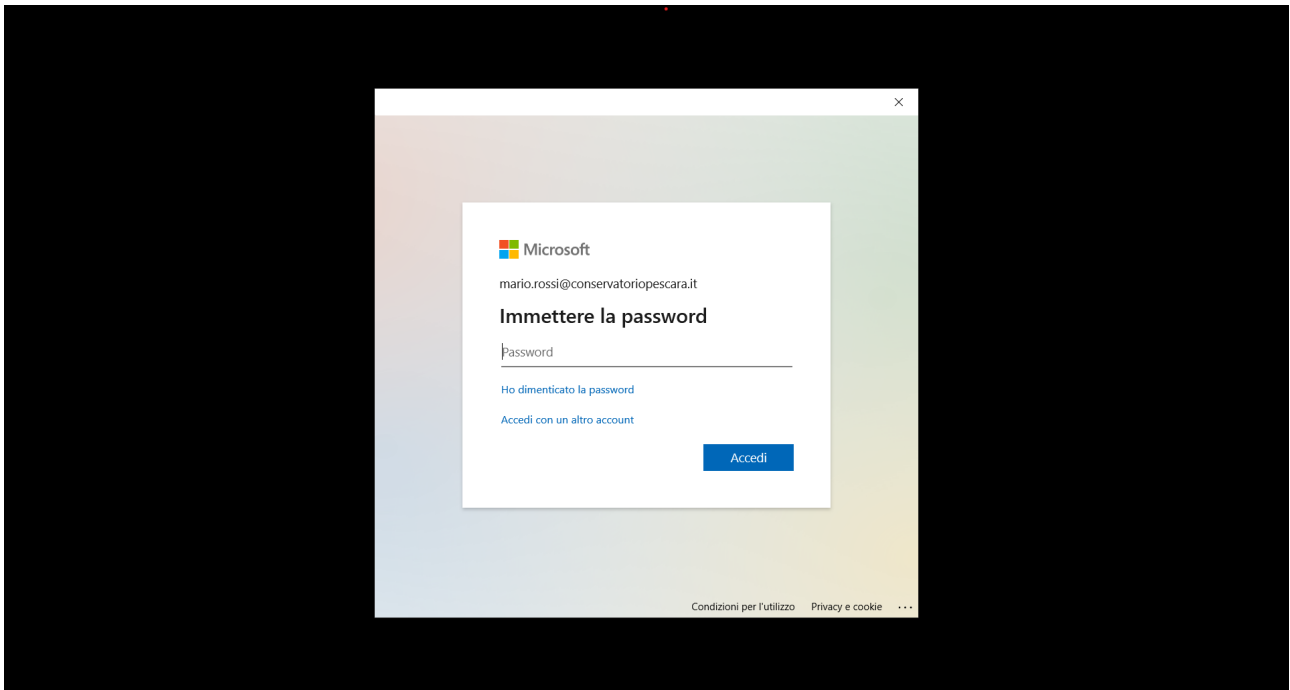 Microsoft
mario.rossi@conservatoriopescara.it
Immettere la password
Password
Ho dimenticato la password
Accedi con un altro account
Accedi
Condizioni per l'utilizzo Privacy e cookie ...